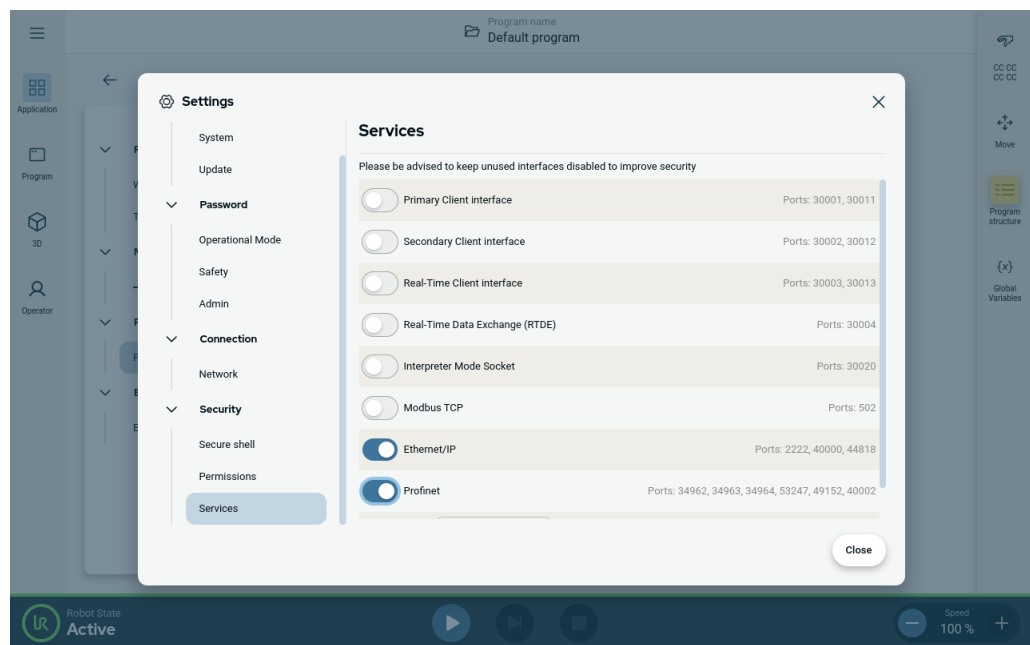 Program name
Default program
Application
Program
3D
Operator
CC CC
CC CC
Move
Program
structure
{x}
Global
Variables
Settings
System
Update
Password
Operational Mode
Safety
Admin
Connection
Network
Security
Secure shell
Permissions
Services
Services
Please be advised to keep unused interfaces disabled to improve security
Primary Client interface Ports: 30001, 30011
Secondary Client interface Ports: 30002, 30012
Real-Time Client interface Ports: 30003, 30013
Real-Time Data Exchange (RTDE) Ports: 30004
Interpreter Mode Socket Ports: 30020
Modbus TCP Ports: 502
Ethernet/IP Ports: 2222, 40000, 44818
Profinet Ports: 34962, 34963, 34964, 53247, 49152, 40002
Close
UR
Robot State
Active
Speed
100 %